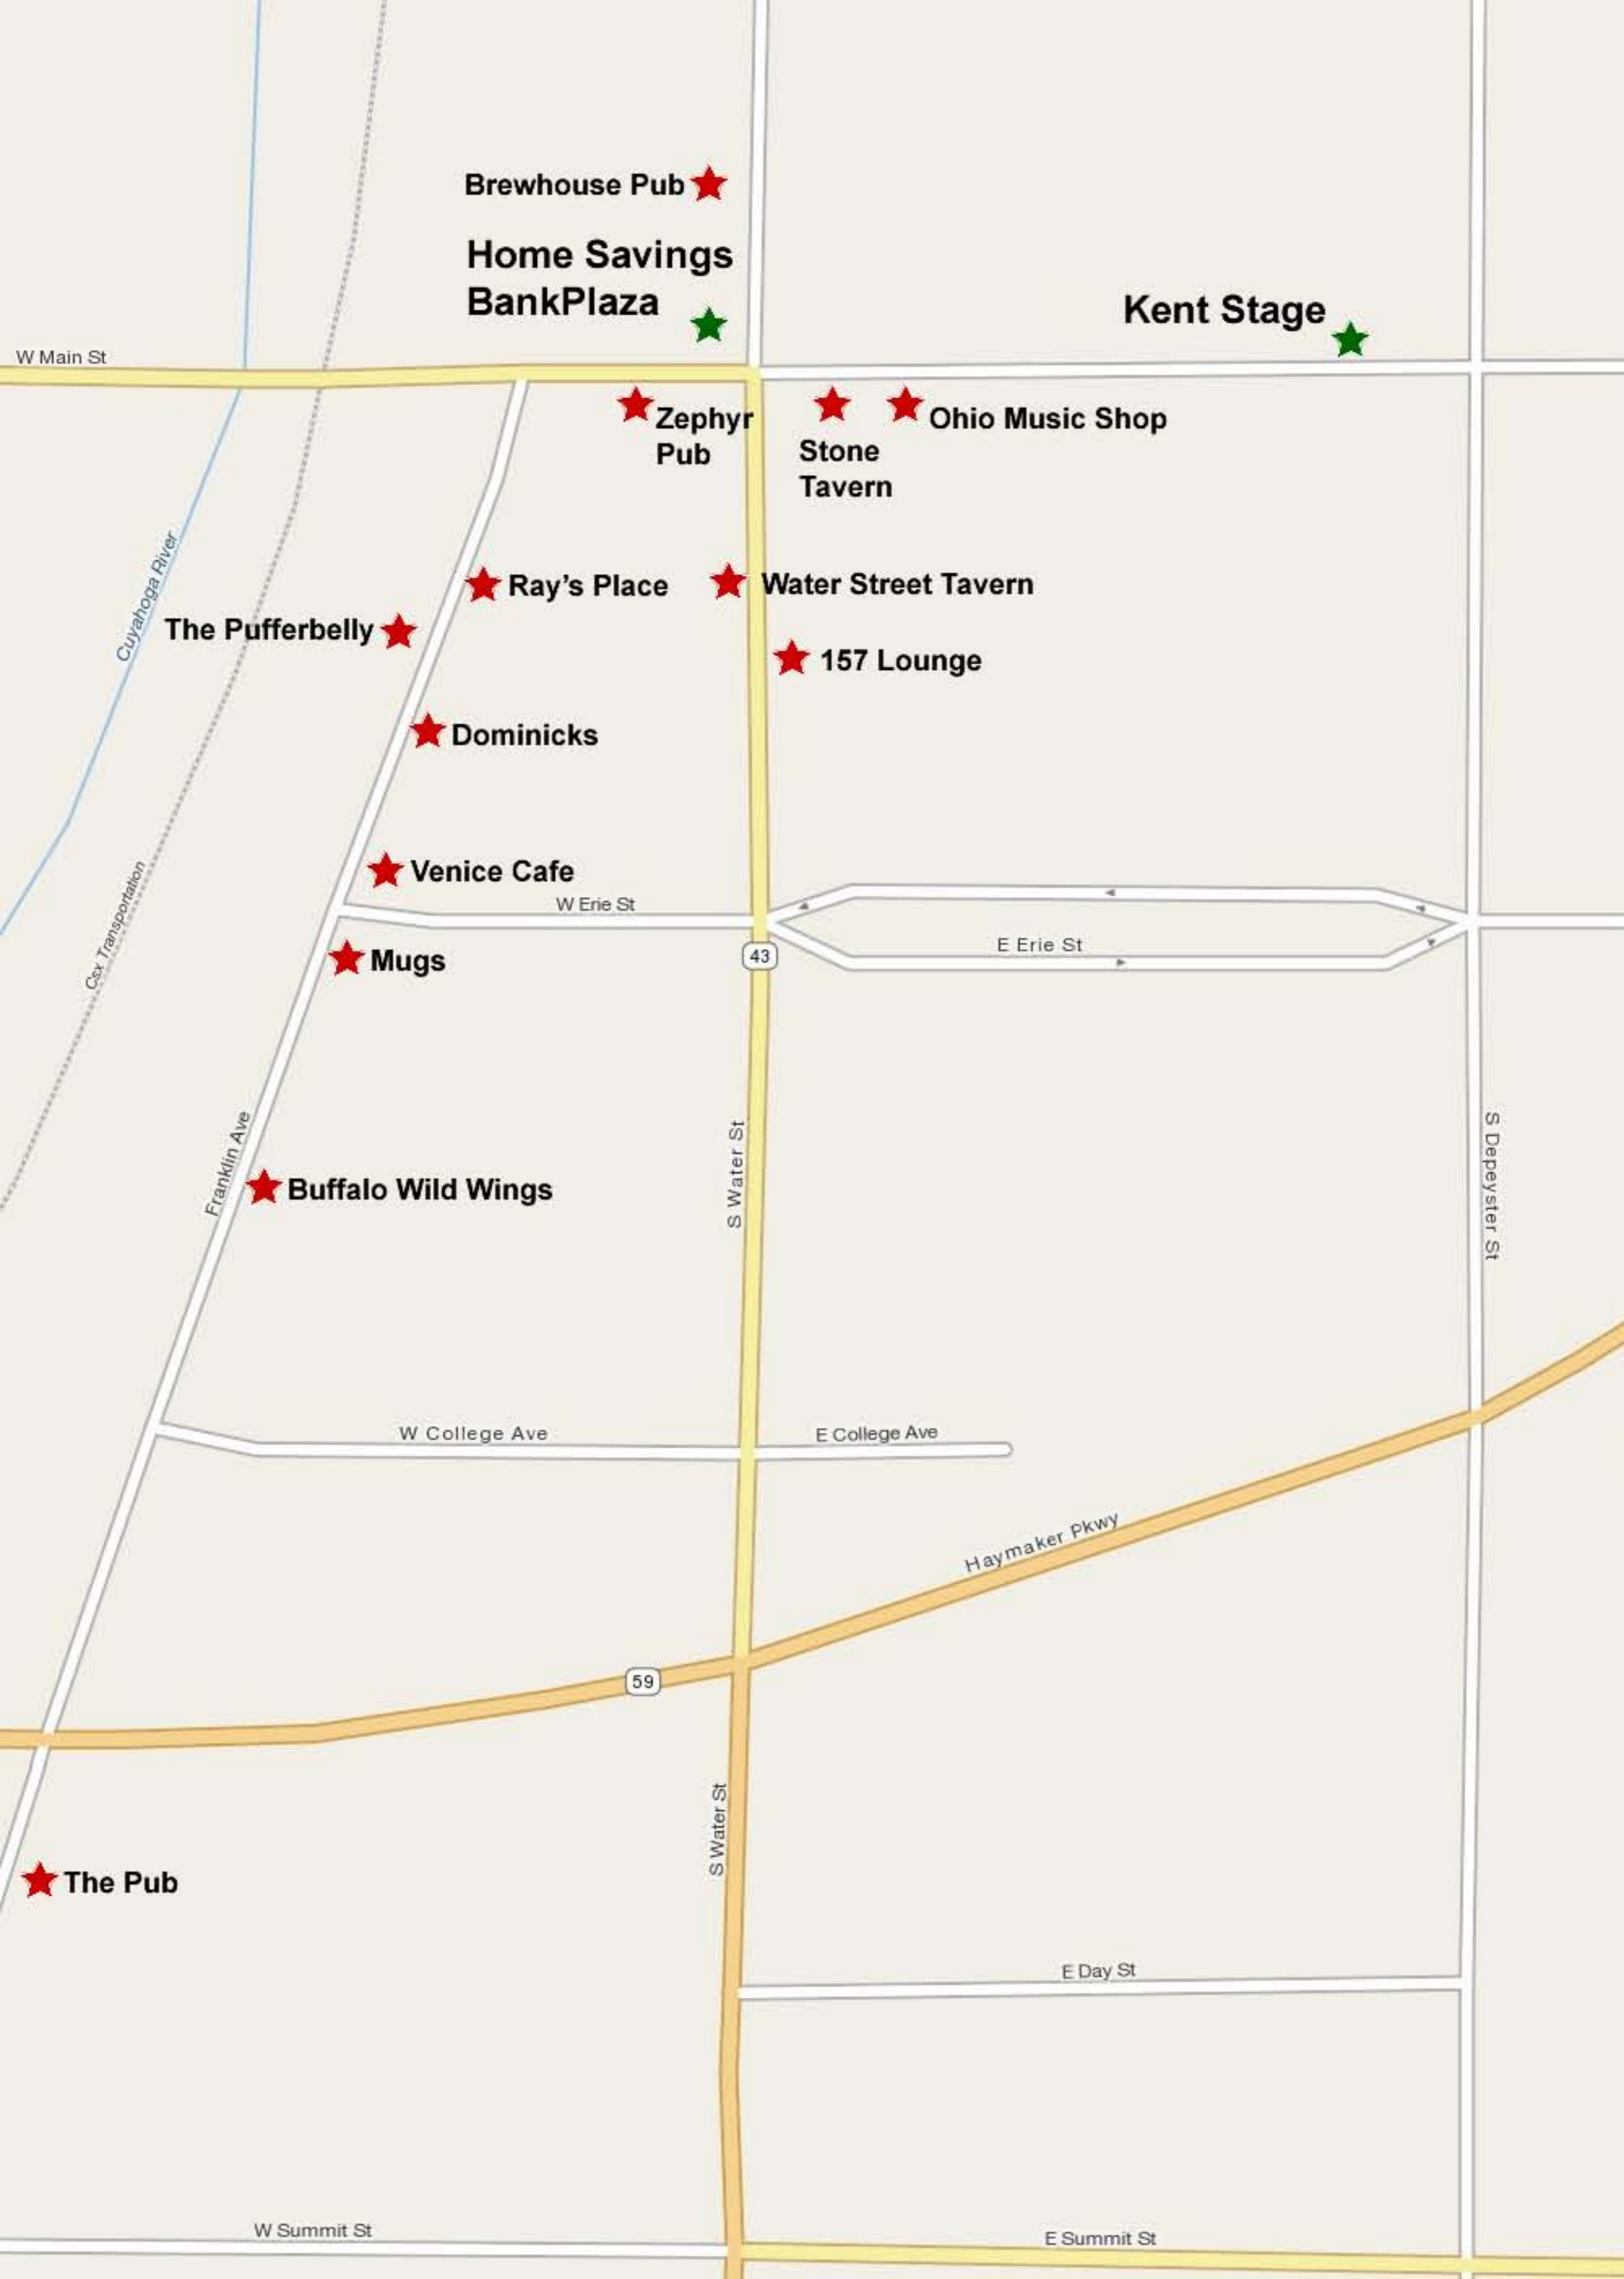 Brewhouse Pub
Home Savings
BankPlaza
Kent Stage
W Main St
Zephyr
Pub
Stone
Tavern
Ohio Music Shop
Cuyahoga River
Ray's Place
Water Street Tavern
The Pufferbelly
157 Lounge
Dominicks
Venice Cafe
W Erie St
Csx Transportation
Mugs
43
E Erie St
Franklin Ave
Buffalo Wild Wings
S Water St
S Depeyster St
W College Ave
E College Ave
Haymaker Pkwy
59
S Water St
The Pub
E Day St
W Summit St
E Summit St